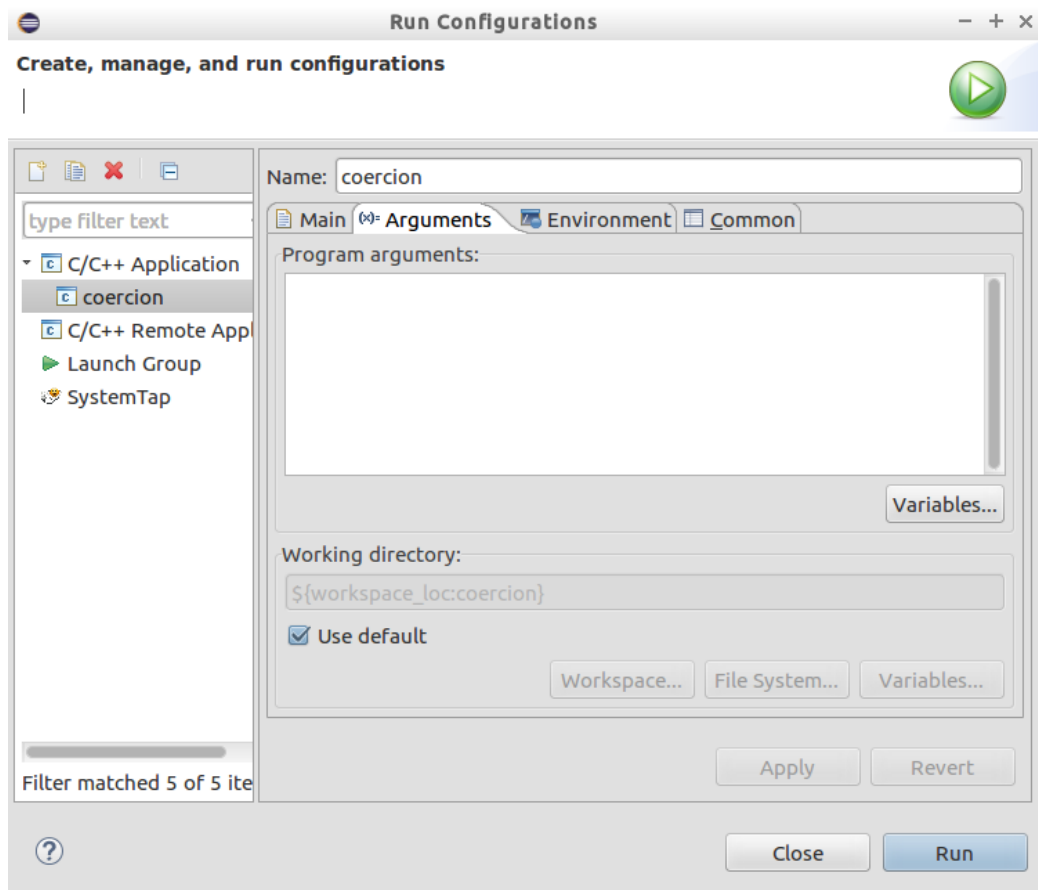 Run Configurations
Create, manage, and run configurations
type filter text
C/C++ Application
coercion
C/C++ Remote Appl
Launch Group
SystemTap
Filter matched 5 of 5 ite
Name: coercion
Main (x)= Arguments Environment Common
Program arguments:
Variables...
Working directory:
${workspace_loc:coercion}
Use default
Workspace... File System... Variables...
Apply Revert
Close Run